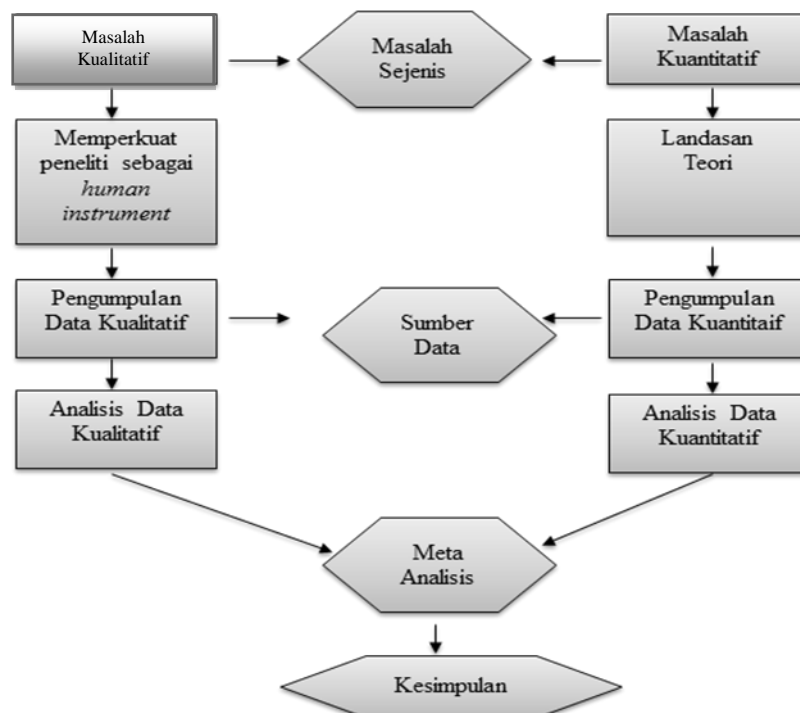 Masalah
Kualitatif
Masalah
Sejenis
Masalah
Kuantitatif
Memperkuat
peneliti sebagai
human
instrument
Landasan
Teori
Pengumpulan
Data Kualitatif
Sumber
Data
Pengumpulan
Data Kuantitaif
Analisis Data
Kualitatif
Analisis Data
Kuantitatif
Meta
Analisis
Kesimpulan